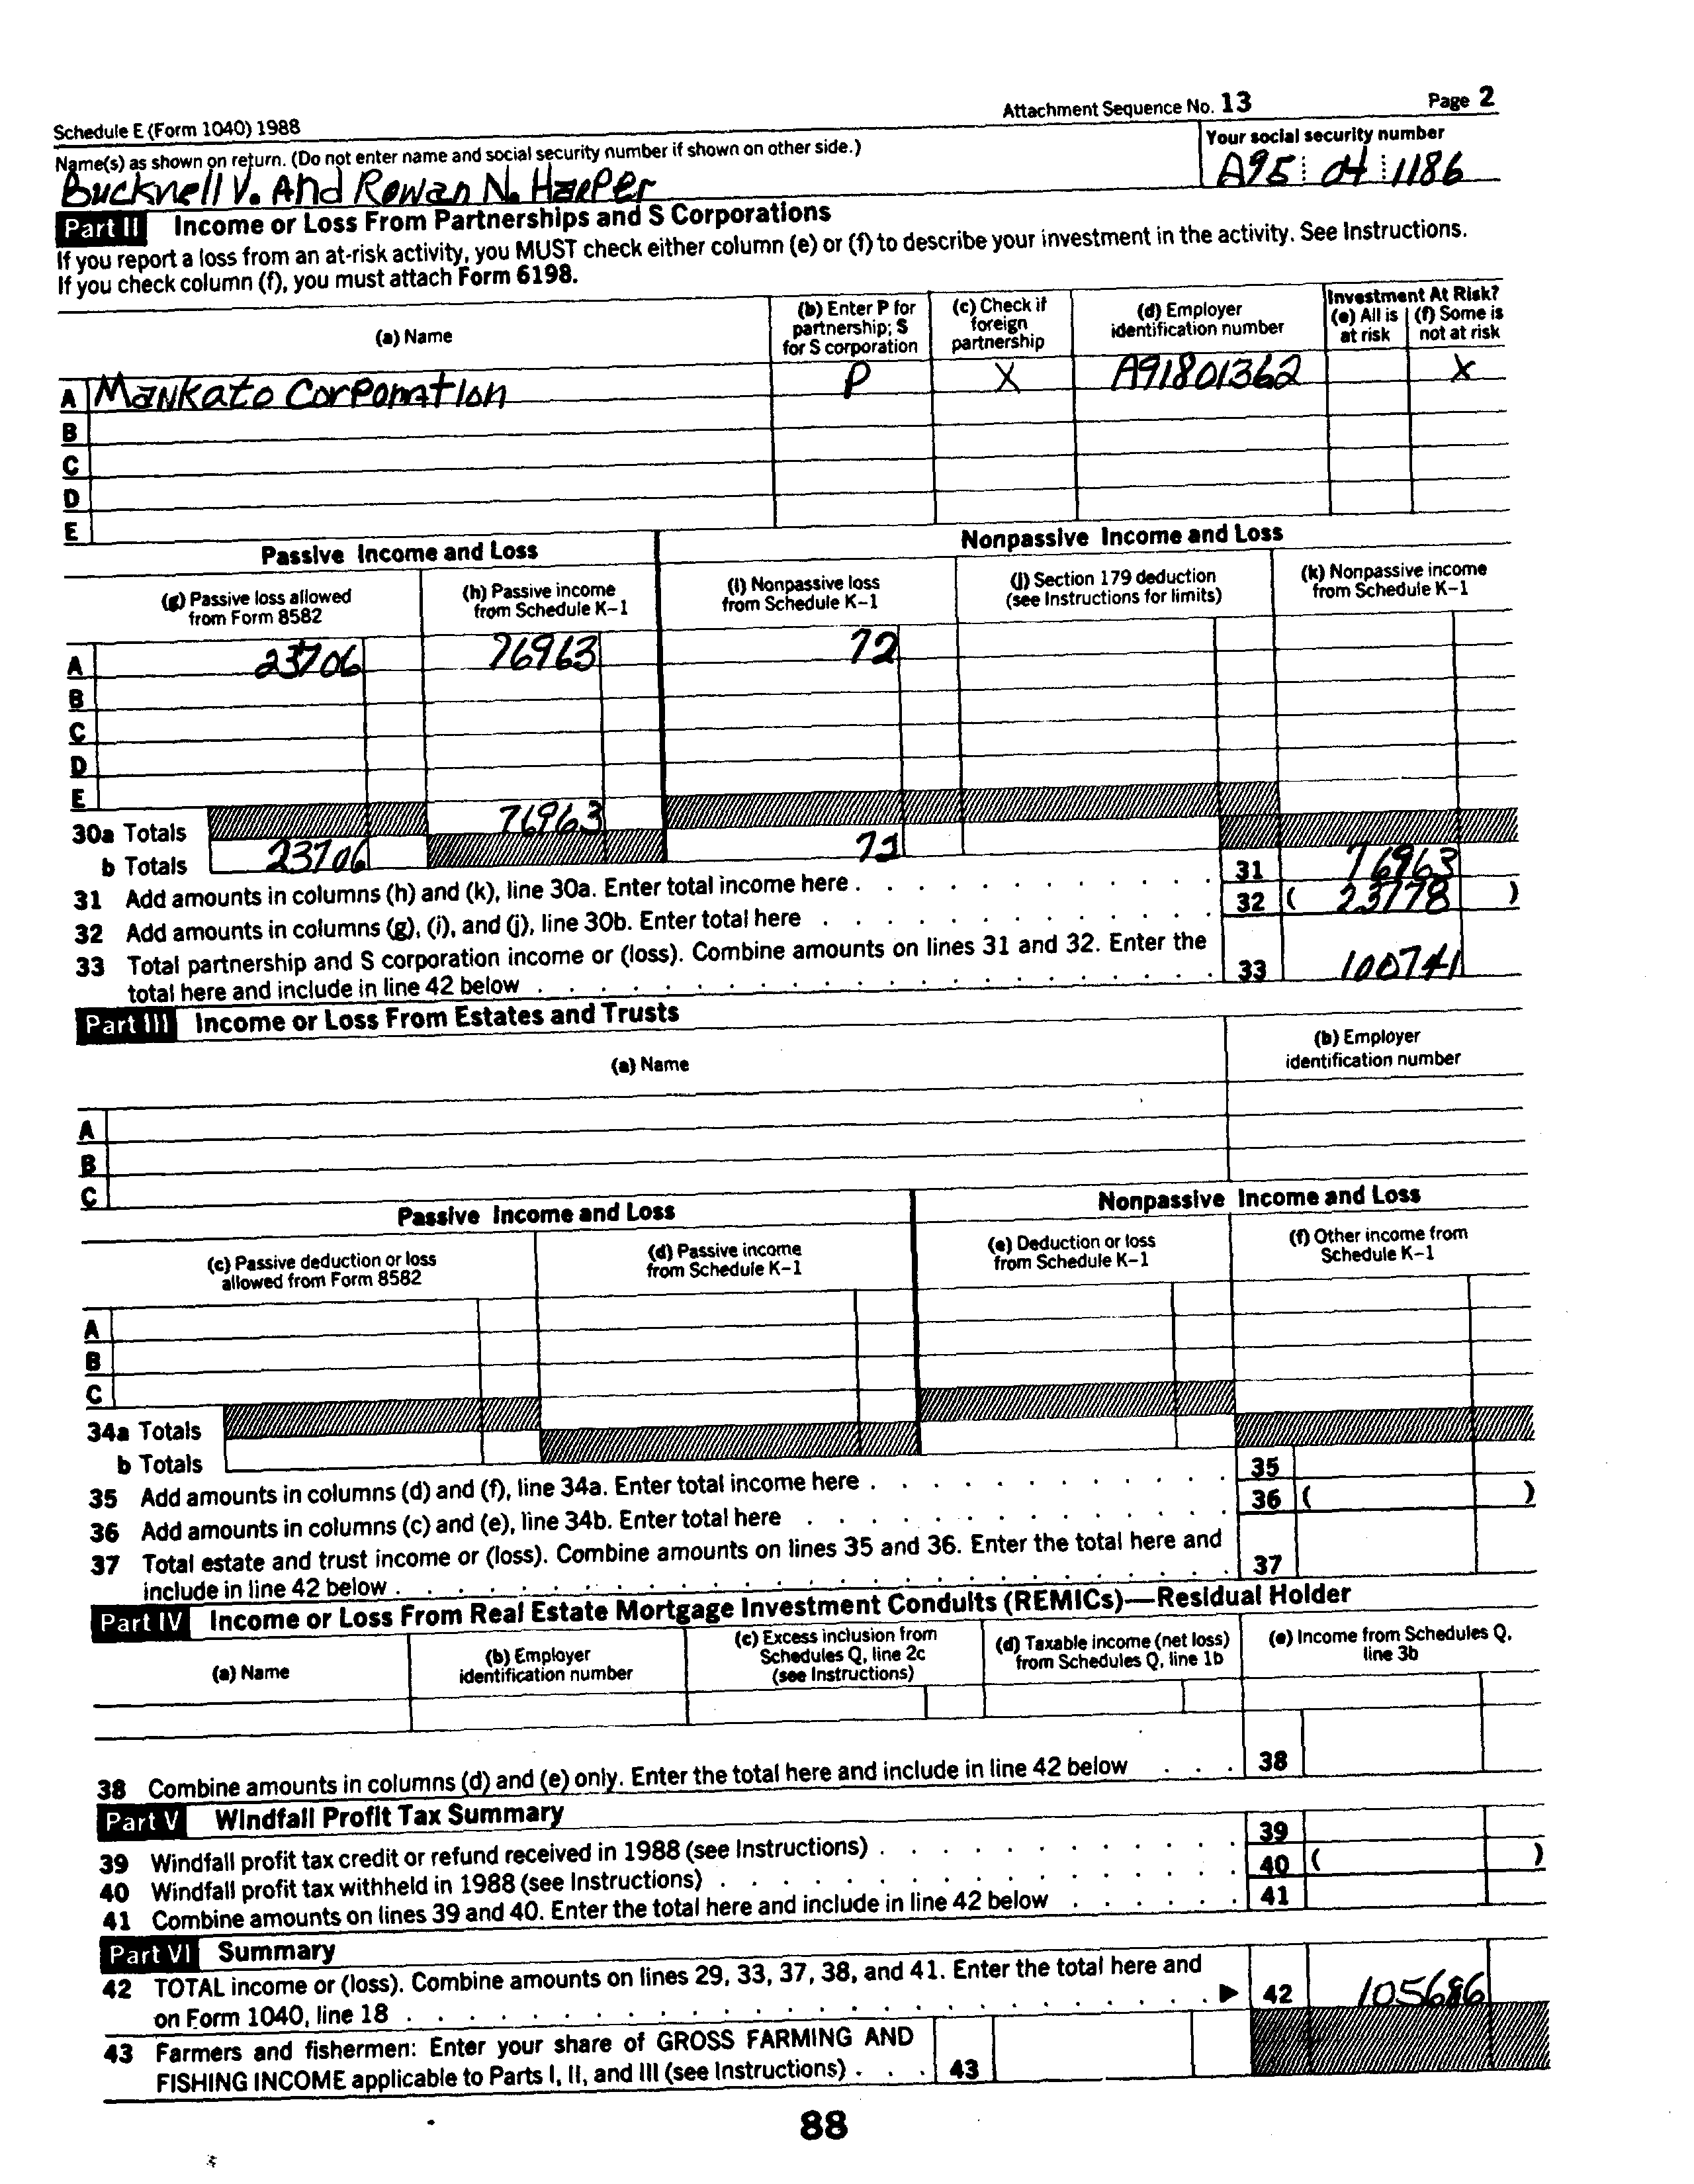 Schedule E (Form 1040) 1988 Attachment Sequence No. 13 Page 2
Name(s) as shown on return. (Do not enter name and social security number if shown on other side.) Your social security number
Bucknell V. And Rowan N. Harper A95 04 1186
Part II Income or Loss From Partnerships and S Corporations
If you report a loss from an at-risk activity, you MUST check either column (e) or (f) to describe your investment in the activity. See Instructions.
If you check column (f), you must attach Form 6198.
(a) Name
(b) Enter P for partnership; S for S corporation
(c) Check if foreign partnership
(d) Employer identification number
Investment At Risk?
(e) All is at risk
(f) Some is not at risk
A Mankato Corporation P X A91801362 X
B
C
D
E
Passive Income and Loss Nonpassive Income and Loss
(g) Passive loss allowed from Form 8582
(h) Passive income from Schedule K-1
(i) Nonpassive loss from Schedule K-1
(j) Section 179 deduction (see Instructions for limits)
(k) Nonpassive income from Schedule K-1
A 23706 76963 72
B
C
D
E
30a Totals 76963
b Totals 23706 72
31 Add amounts in columns (h) and (k), line 30a. Enter total income here 31 76963
32 Add amounts in columns (g), (i), and (j), line 30b. Enter total here 32 ( 23778 )
33 Total partnership and S corporation income or (loss). Combine amounts on lines 31 and 32. Enter the
total here and include in line 42 below 33 100741
Part III Income or Loss From Estates and Trusts
(a) Name
(b) Employer identification number
A
B
C
Passive Income and Loss Nonpassive Income and Loss
(c) Passive deduction or loss allowed from Form 8582
(d) Passive income from Schedule K-1
(e) Deduction or loss from Schedule K-1
(f) Other income from Schedule K-1
A
B
C
34a Totals
b Totals
35 Add amounts in columns (d) and (f), line 34a. Enter total income here 35
36 Add amounts in columns (c) and (e), line 34b. Enter total here 36 ( )
37 Total estate and trust income or (loss). Combine amounts on lines 35 and 36. Enter the total here and
include in line 42 below 37
Part IV Income or Loss From Real Estate Mortgage Investment Conduits (REMICs)—Residual Holder
(a) Name
(b) Employer identification number
(c) Excess inclusion from Schedules Q, line 2c (see Instructions)
(d) Taxable income (net loss) from Schedules Q, line 1b
(e) Income from Schedules Q, line 3b
38 Combine amounts in columns (d) and (e) only. Enter the total here and include in line 42 below 38
Part V Windfall Profit Tax Summary
39 Windfall profit tax credit or refund received in 1988 (see Instructions) 39
40 Windfall profit tax withheld in 1988 (see Instructions) 40 ( )
41 Combine amounts on lines 39 and 40. Enter the total here and include in line 42 below 41
Part VI Summary
42 TOTAL income or (loss). Combine amounts on lines 29, 33, 37, 38, and 41. Enter the total here and
on Form 1040, line 18 ▶ 42 105686
43 Farmers and fishermen: Enter your share of GROSS FARMING AND
FISHING INCOME applicable to Parts I, II, and III (see Instructions) 43
88